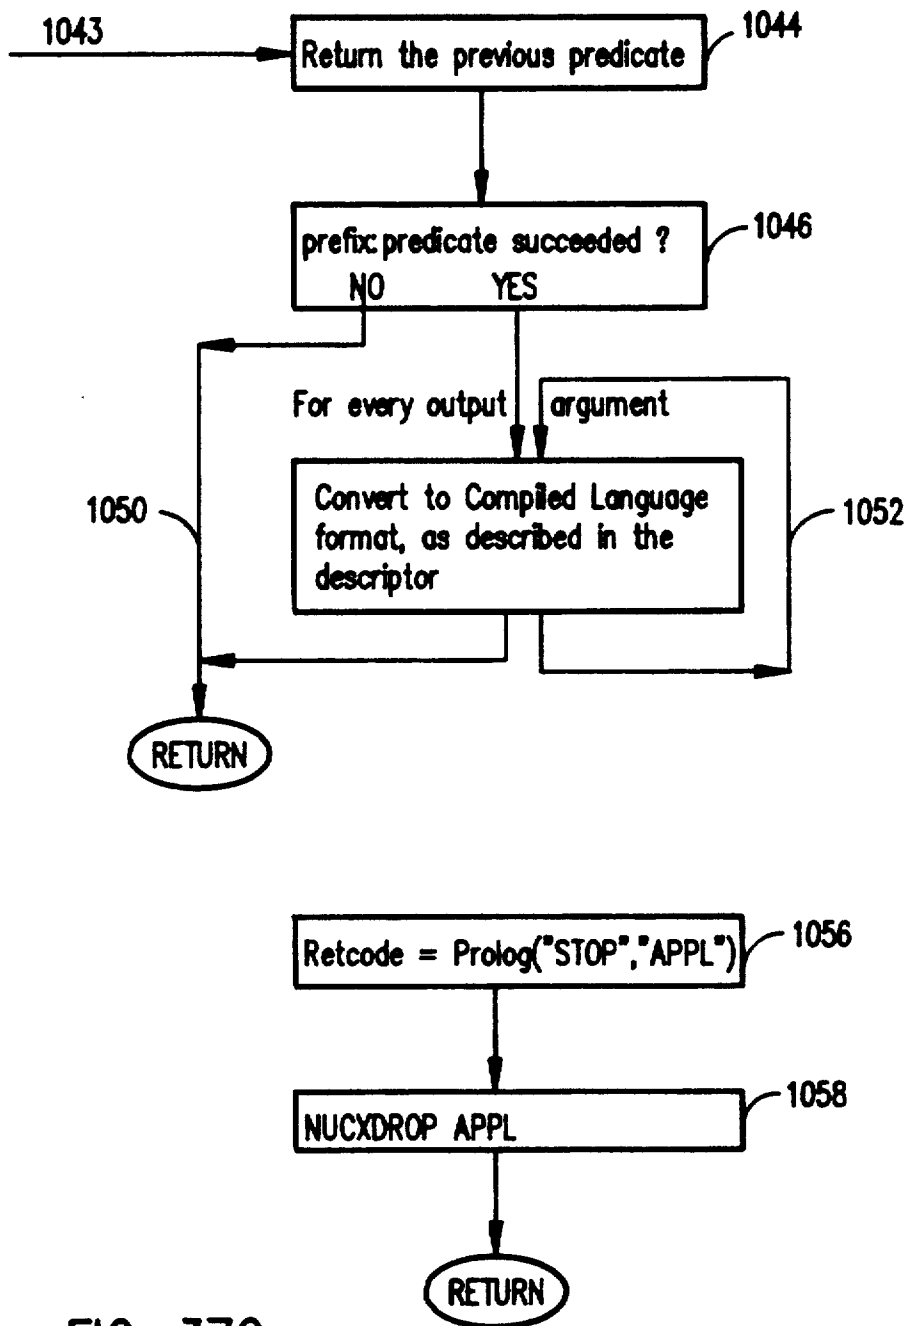 1043
Return the previous predicate
1044
prefix:predicate succeeded ?
1046
NO YES
For every output argument
Convert to Compiled Language
format, as described in the
descriptor
1050
1052
RETURN
Retcode = Prolog("STOP","APPL")
1056
NUCXDROP APPL
1058
RETURN